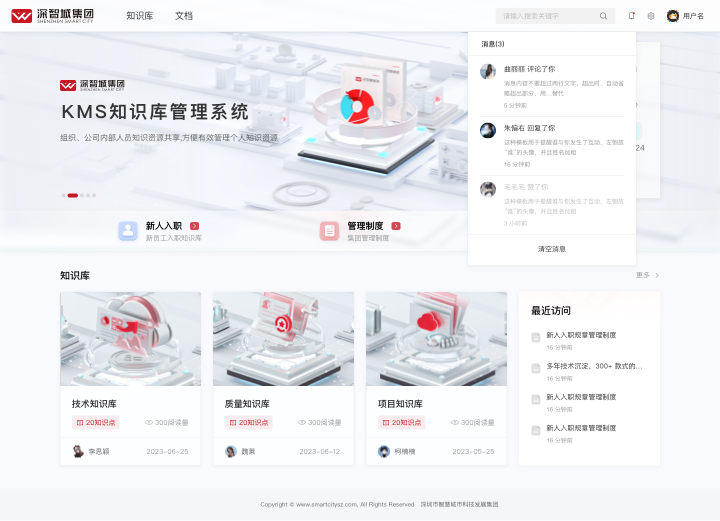 深智城集团
SHENZHEN SMART CITY
知识库
文档
请输入搜索关键字
用户名
消息(3)
曲丽丽 评论了你
消息内容不要超过两行文字，超出时，自动省
略超出部分，用...替代
5 分钟前
朱偏右 回复了你
这种模板用于提醒谁与你发生了互动，左侧放
“谁”的头像，并且姓名加粗
16 分钟前
毛毛毛 赞了你
这种模板用于提醒谁与你发生了互动，左侧放
“谁”的头像，并且姓名加粗
2 小时前
清空消息
24
深智城集团
SHENZHEN SMART CITY
KMS知识库管理系统
组织、公司内部人员知识资源共享,方便有效管理个人知识资源
新人入职
新员工入职知识库
管理制度
集团管理制度
知识库
更多
技术知识库
20知识点
300阅读量
李思颖
2023-06-25
质量知识库
20知识点
300阅读量
魏莱
2023-06-12
项目知识库
20知识点
300阅读量
柯楠楠
2023-05-25
最近访问
新人入职规章管理制度
16 分钟前
多年技术沉淀，300+ 款式的...
16 分钟前
新人入职规章管理制度
16 分钟前
新人入职规章管理制度
16 分钟前
Copyright © www.smartcitysz.com, All Rights Reserved 深圳市智慧城市科技发展集团